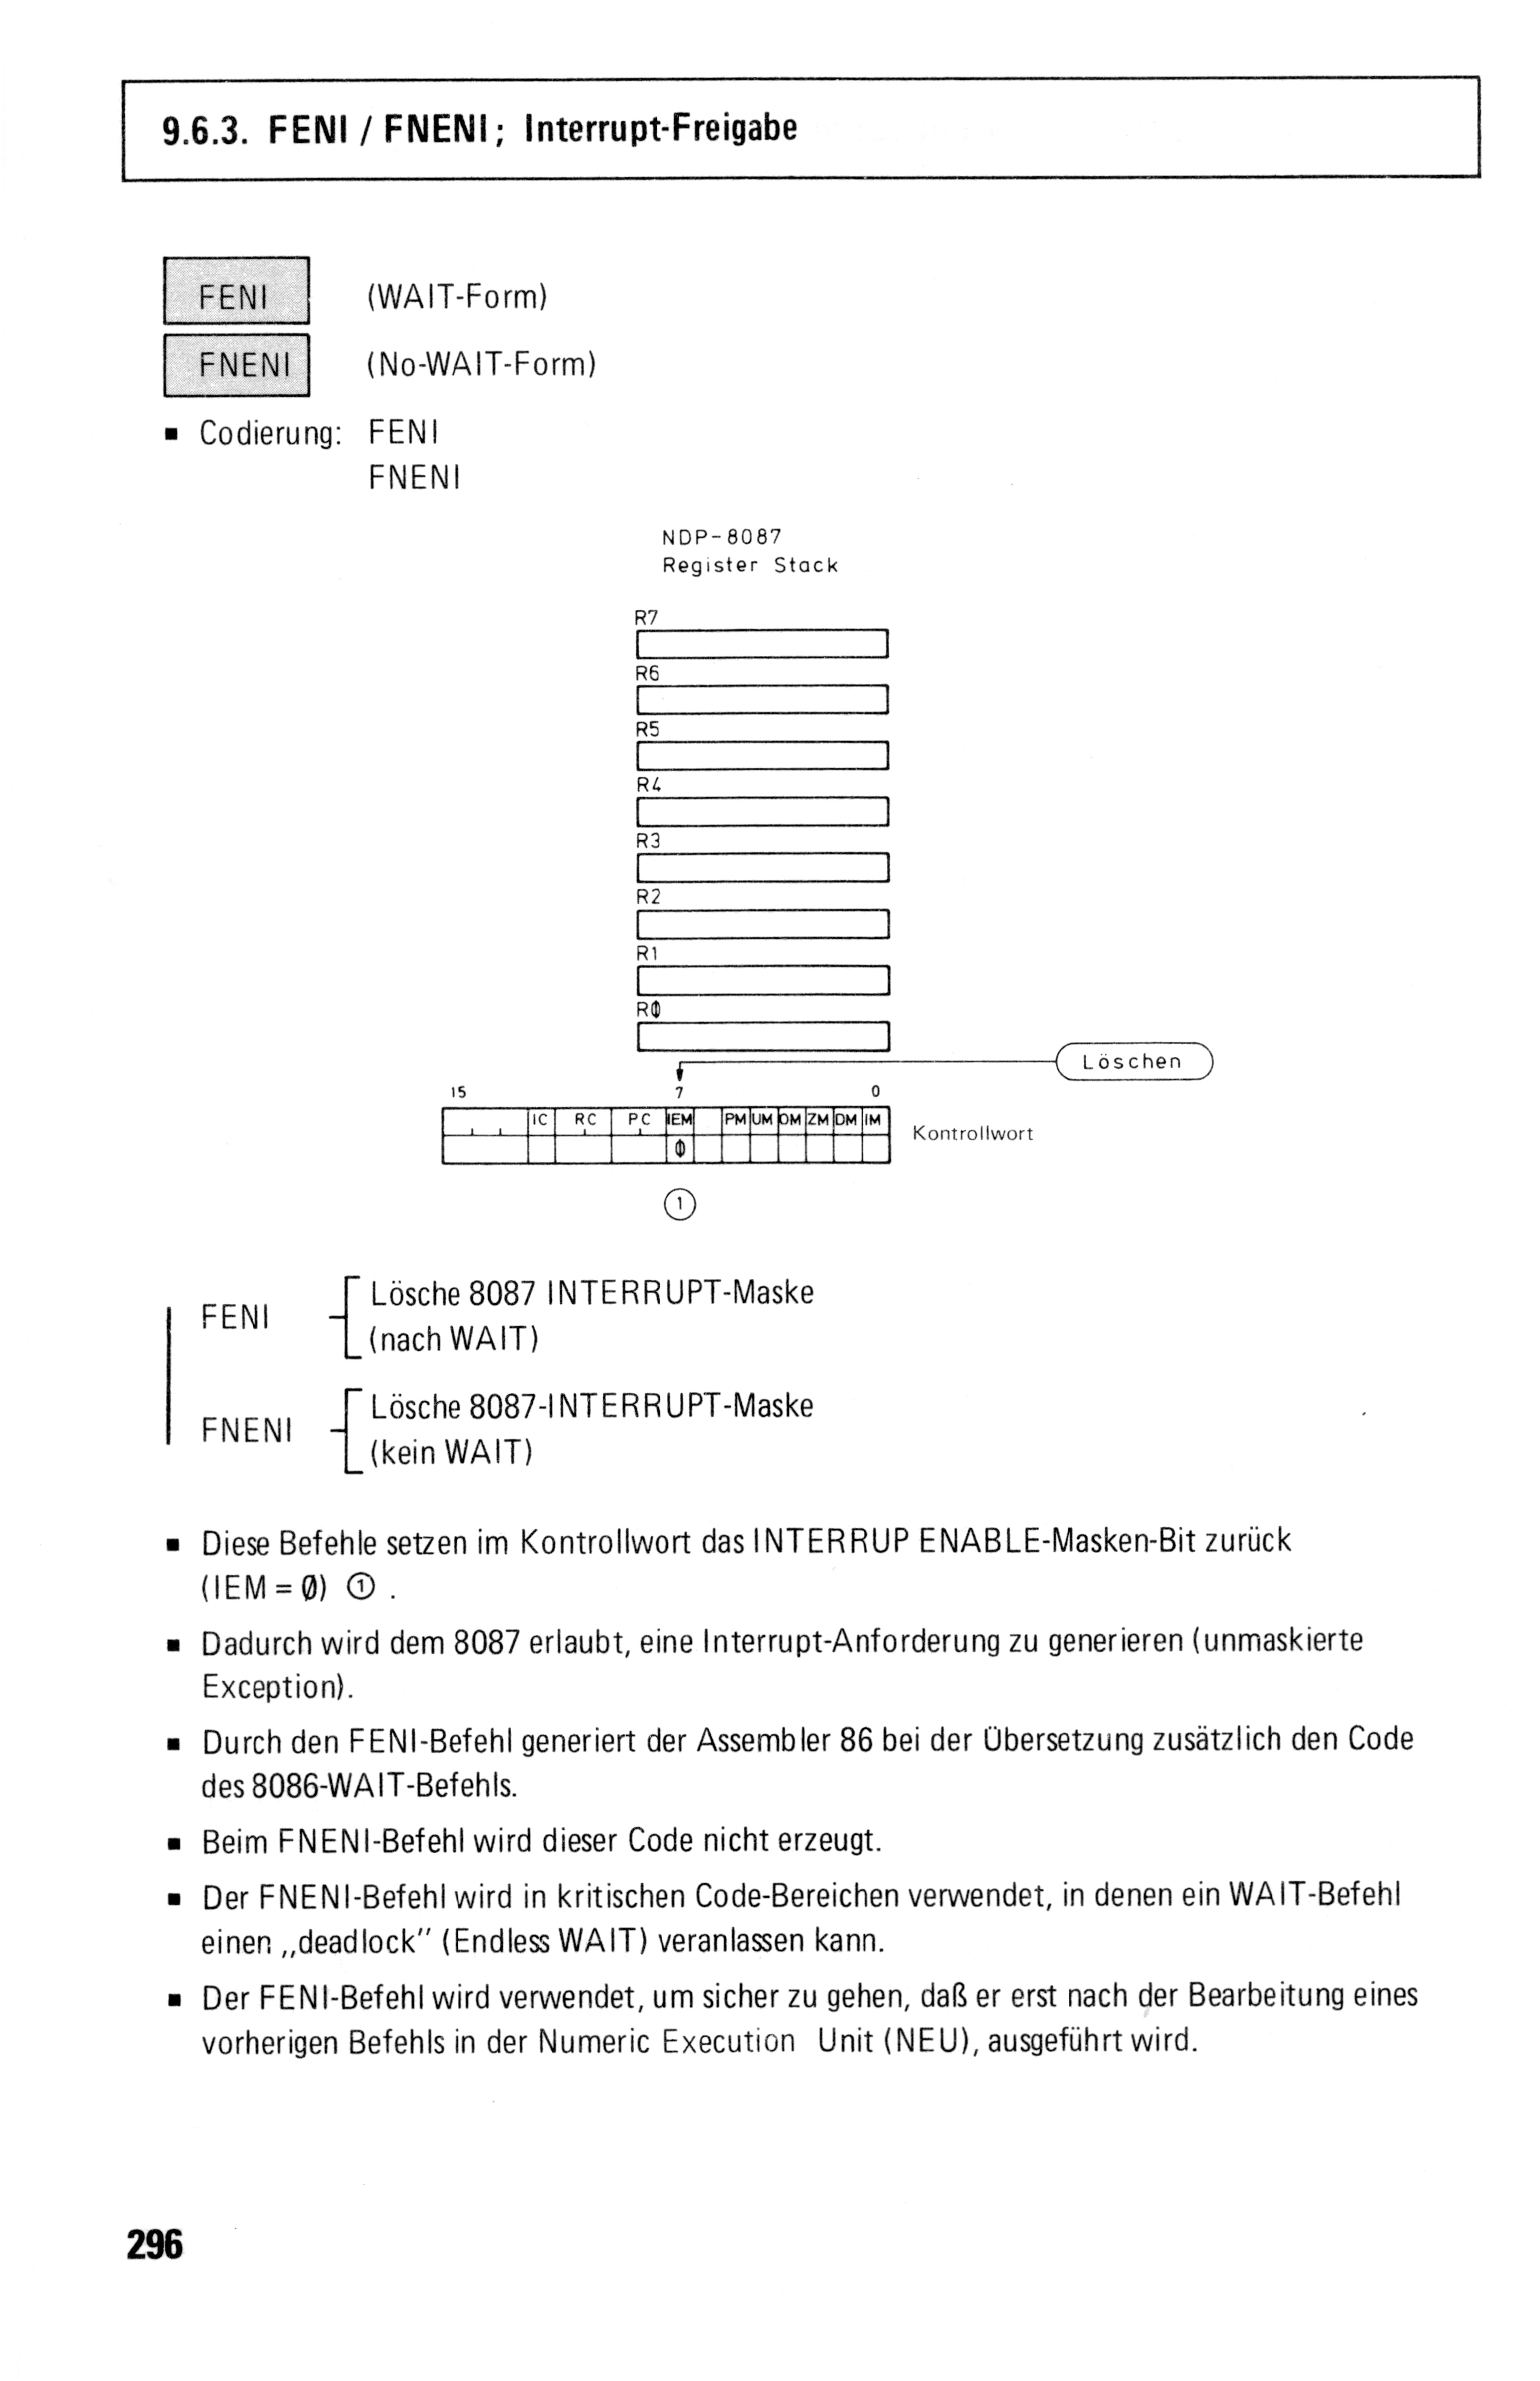 9.6.3. FENI / FNENI; Interrupt-Freigabe
FENI (WAIT-Form)
FNENI (No-WAIT-Form)
▪ Codierung: FENI
FNENI
NDP-8087
Register Stack
R7
R6
R5
R4
R3
R2
R1
R0
Löschen
15 7 0
IC RC PC IEM PM UM OM ZM DM IM
Kontrollwort
0
①
FENI Lösche 8087 INTERRUPT-Maske
(nach WAIT)
FNENI Lösche 8087-INTERRUPT-Maske
(kein WAIT)
▪ Diese Befehle setzen im Kontrollwort das INTERRUP ENABLE-Masken-Bit zurück
(IEM = Ø) ① .
▪ Dadurch wird dem 8087 erlaubt, eine Interrupt-Anforderung zu generieren (unmaskierte
Exception).
▪ Durch den FENI-Befehl generiert der Assembler 86 bei der Übersetzung zusätzlich den Code
des 8086-WAIT-Befehls.
▪ Beim FNENI-Befehl wird dieser Code nicht erzeugt.
▪ Der FNENI-Befehl wird in kritischen Code-Bereichen verwendet, in denen ein WAIT-Befehl
einen „deadlock” (Endless WAIT) veranlassen kann.
▪ Der FENI-Befehl wird verwendet, um sicher zu gehen, daß er erst nach der Bearbeitung eines
vorherigen Befehls in der Numeric Execution Unit (NEU), ausgeführt wird.
296